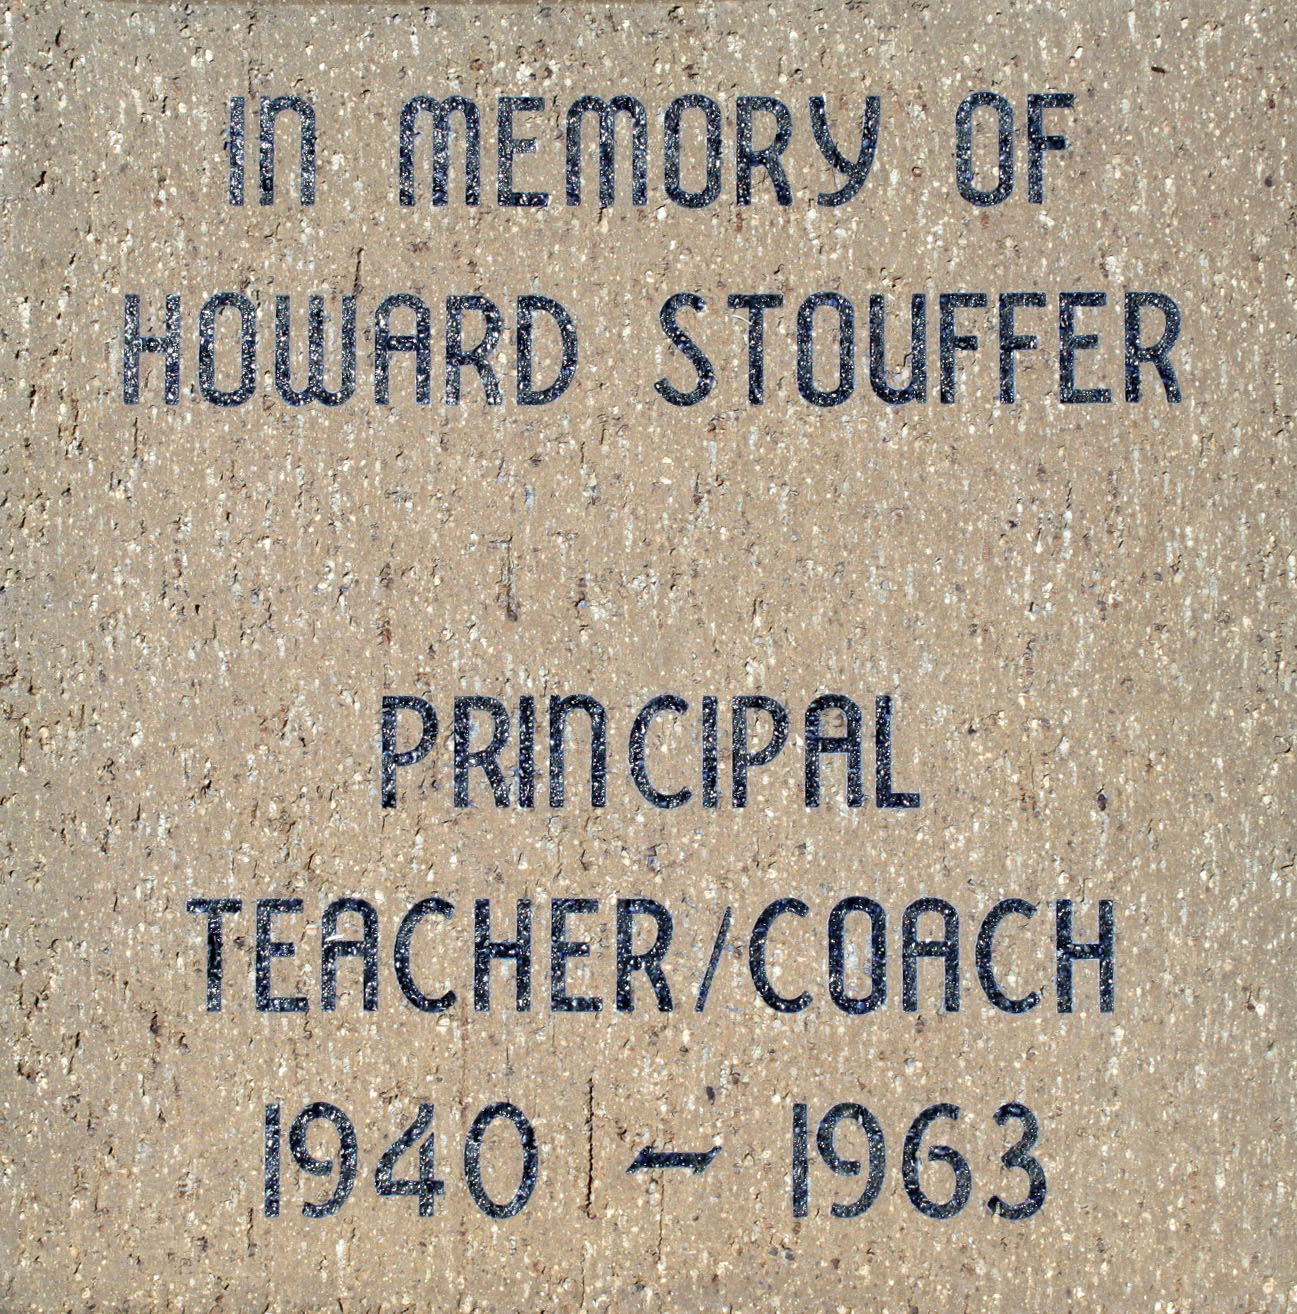 IN MEMORY OF
HOWARD STOUFFER
PRINCIPAL
TEACHER/COACH
1940 ~ 1963